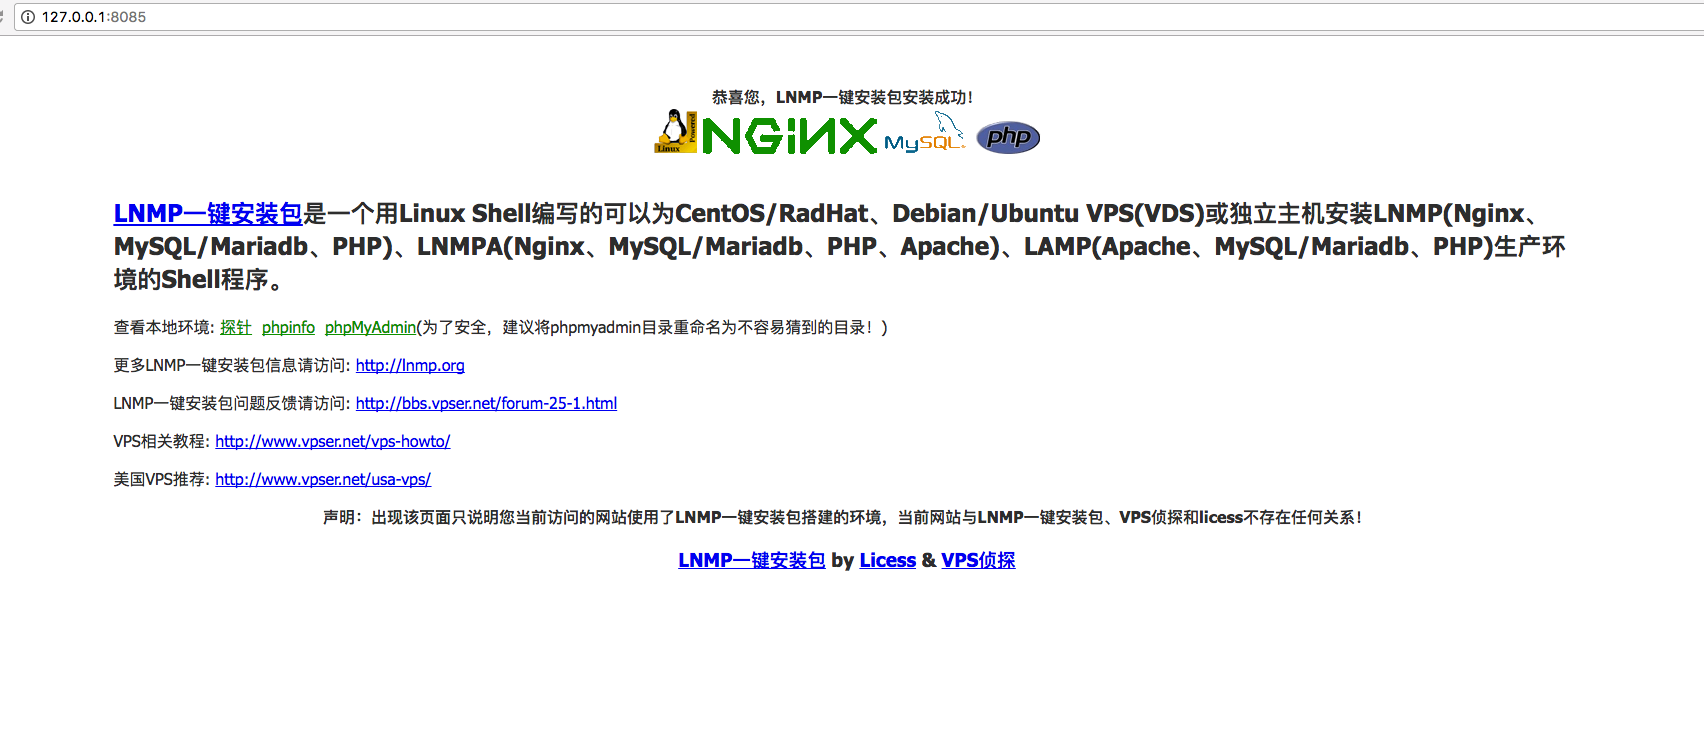 127.0.0.1:8085
恭喜您，LNMP一键安装包安装成功！
Linux Powered NGiNX MySQL php
LNMP一键安装包是一个用Linux Shell编写的可以为CentOS/RadHat、Debian/Ubuntu VPS(VDS)或独立主机安装LNMP(Nginx、
MySQL/Mariadb、PHP)、LNMPA(Nginx、MySQL/Mariadb、PHP、Apache)、LAMP(Apache、MySQL/Mariadb、PHP)生产环
境的Shell程序。
查看本地环境: 探针 phpinfo phpMyAdmin(为了安全，建议将phpmyadmin目录重命名为不容易猜到的目录！)
更多LNMP一键安装包信息请访问: http://lnmp.org
LNMP一键安装包问题反馈请访问: http://bbs.vpser.net/forum-25-1.html
VPS相关教程: http://www.vpser.net/vps-howto/
美国VPS推荐: http://www.vpser.net/usa-vps/
声明：出现该页面只说明您当前访问的网站使用了LNMP一键安装包搭建的环境，当前网站与LNMP一键安装包、VPS侦探和licess不存在任何关系！
LNMP一键安装包 by Licess & VPS侦探